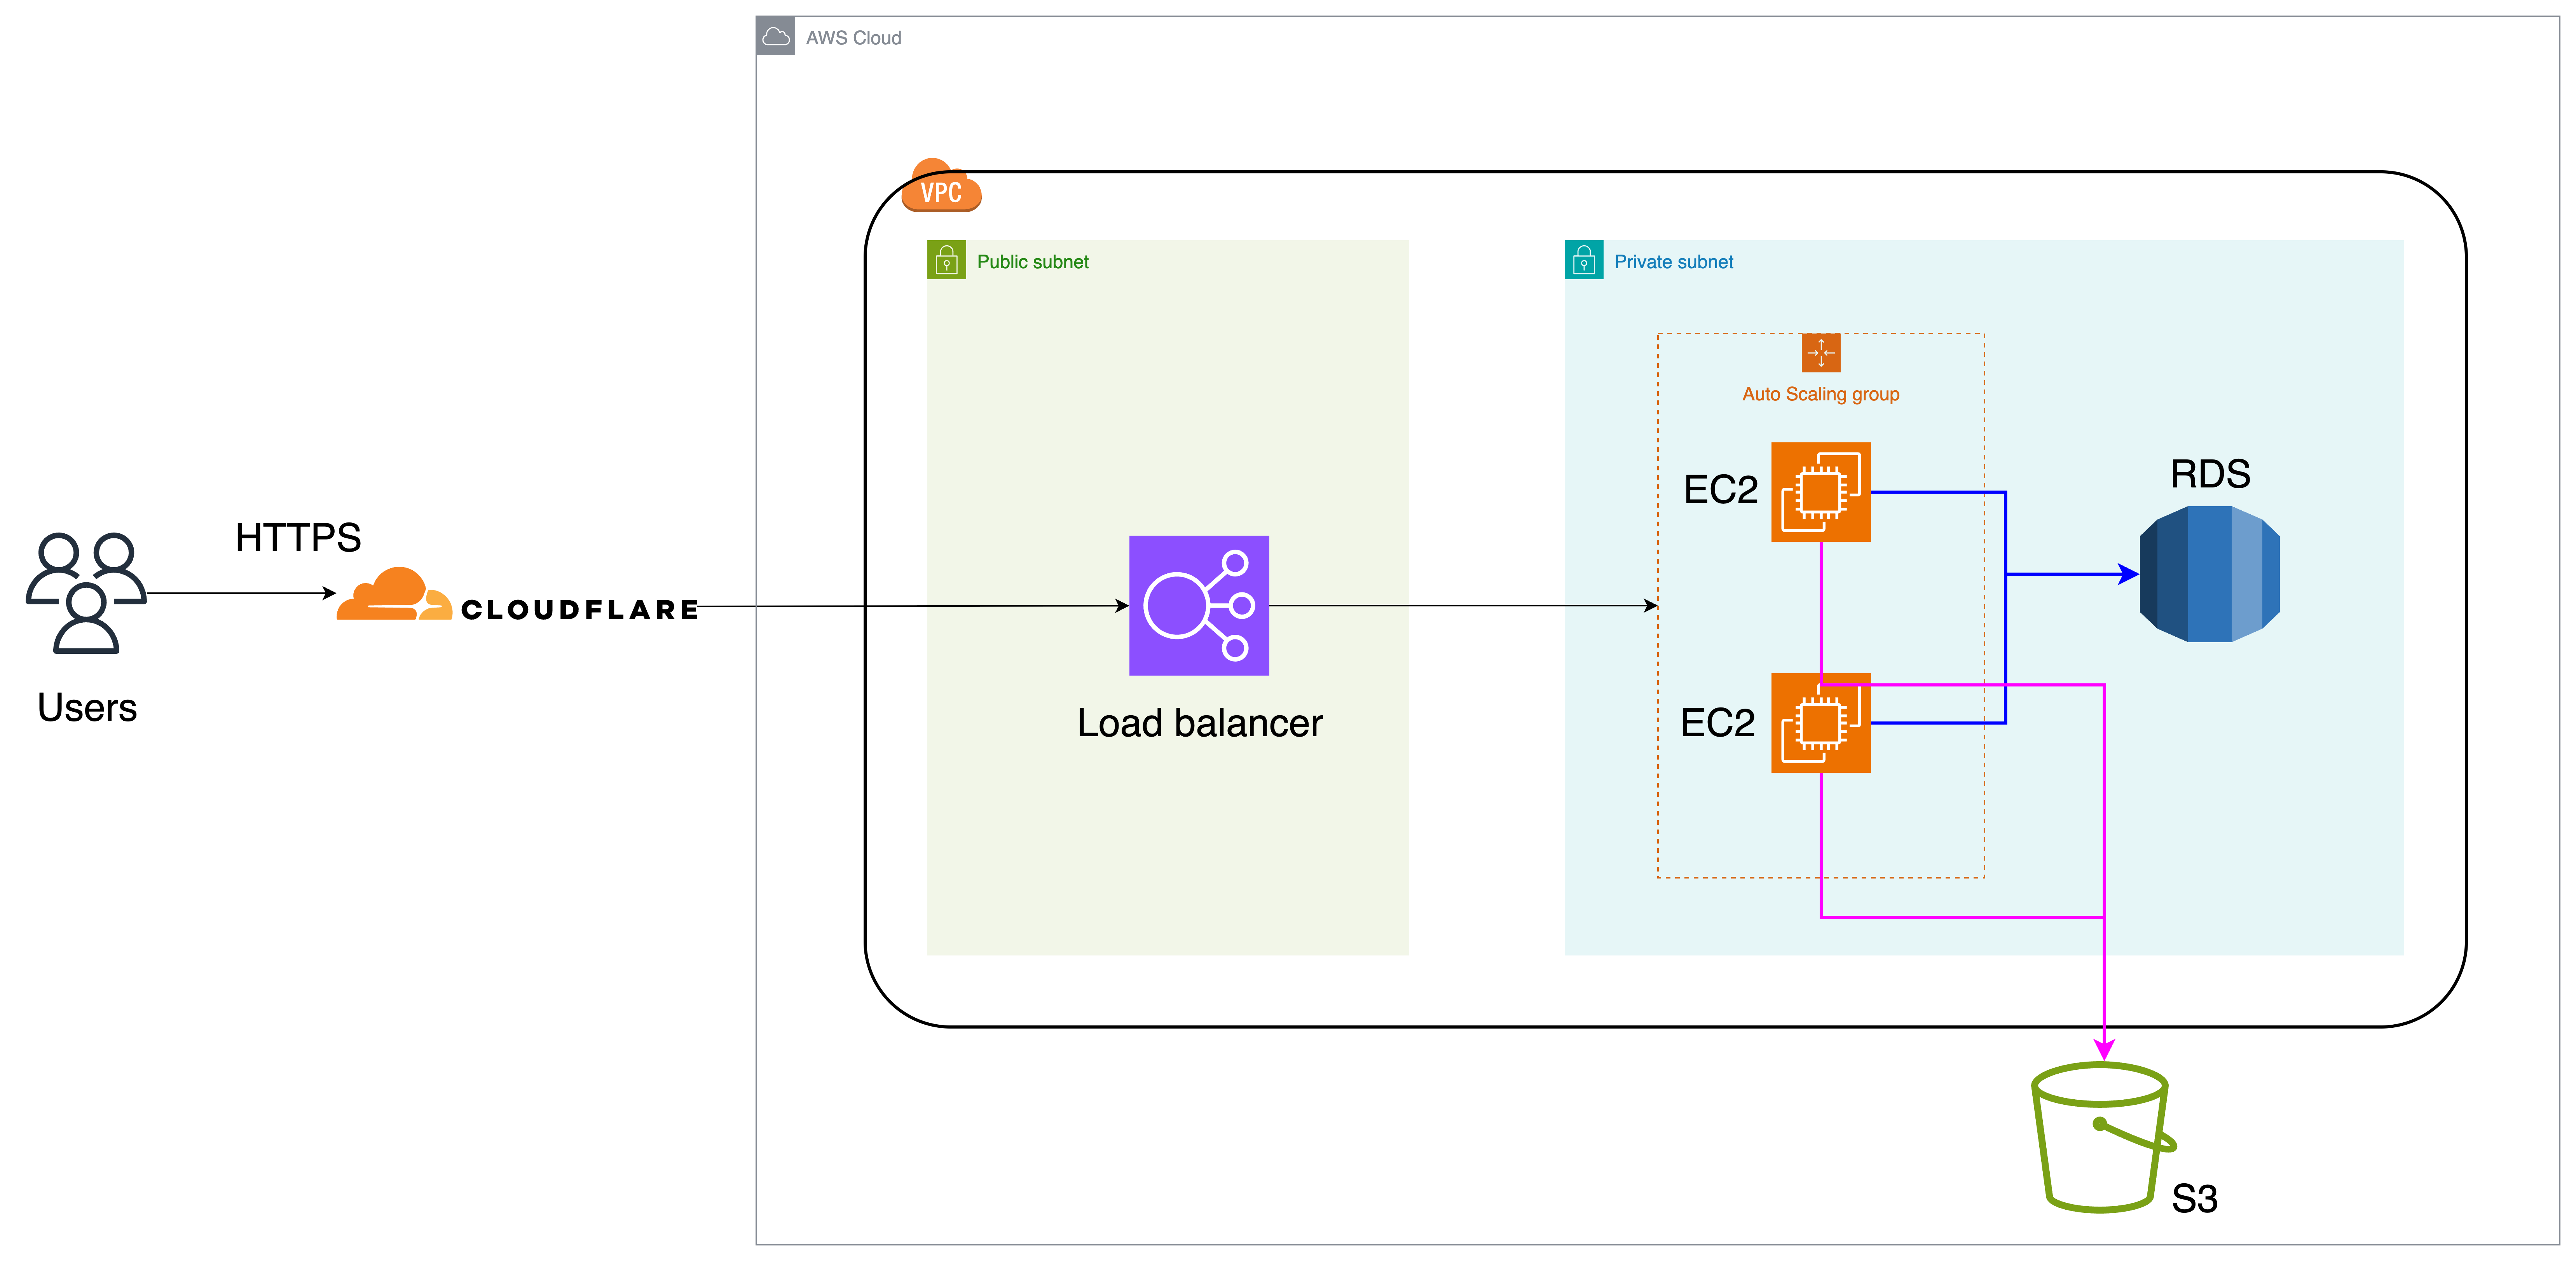 AWS Cloud
VPC
Public subnet
Private subnet
Auto Scaling group
EC2
RDS
HTTPS
CLOUDFLARE
Users
Load balancer
EC2
S3